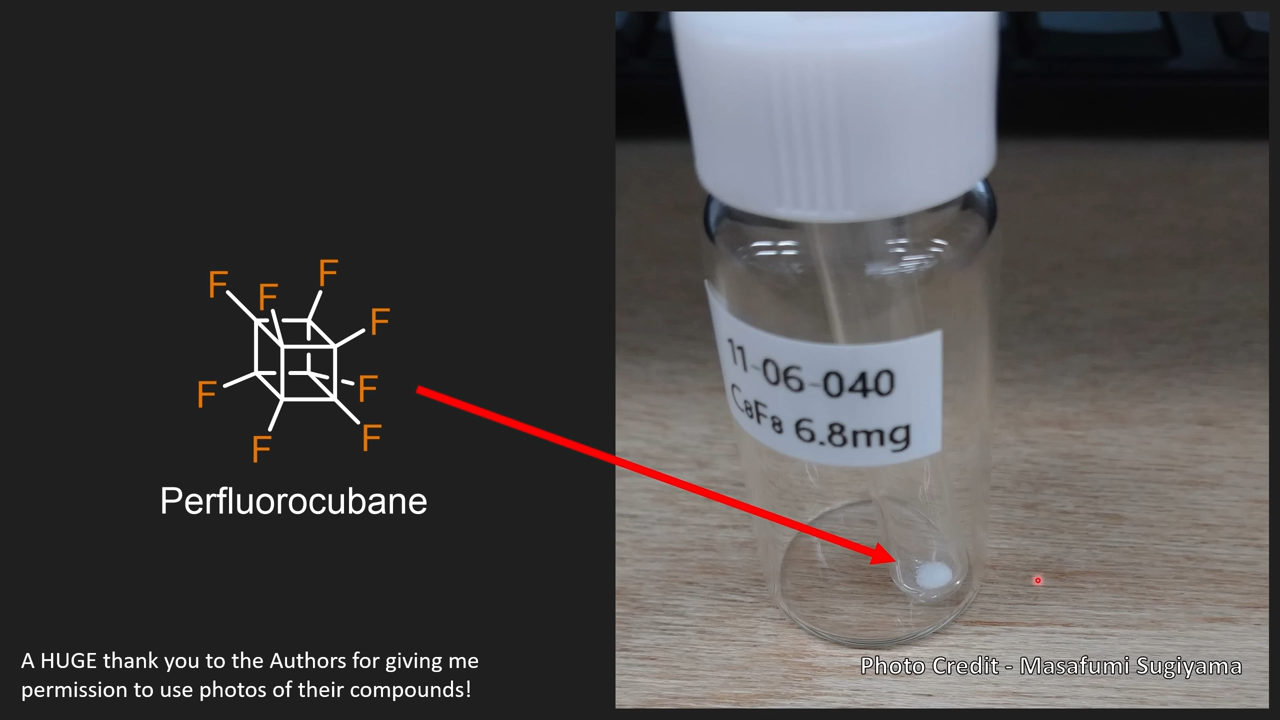 F
F
F
F
F
F
F
F
Perfluorocubane
A HUGE thank you to the Authors for giving me
permission to use photos of their compounds!
11-06-040
C₈F₈ 6.8mg
Photo Credit - Masafumi Sugiyama